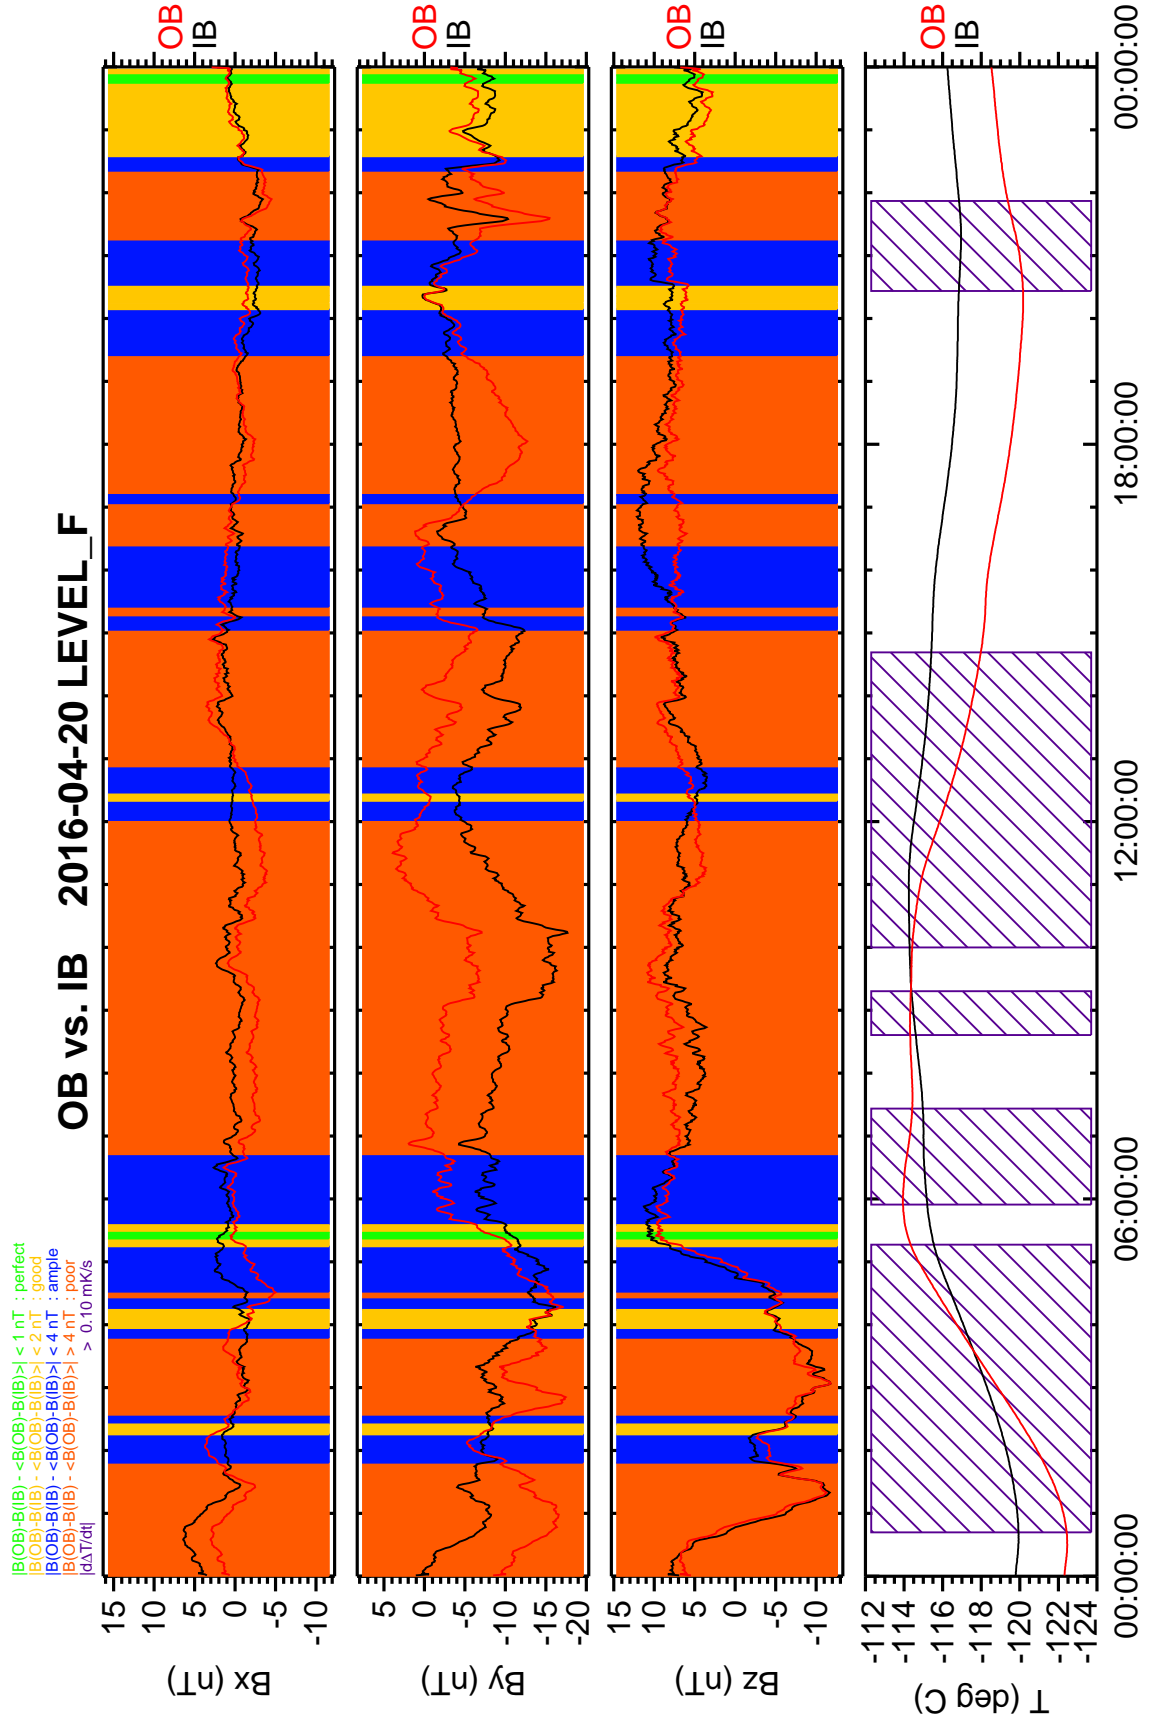 OB vs. IB 2016-04-20 LEVEL_F
|B(OB)-B(IB) - <B(OB)-B(IB)>| < 1 nT : perfect
|B(OB)-B(IB) - <B(OB)-B(IB)>| < 2 nT : good
|B(OB)-B(IB) - <B(OB)-B(IB)>| < 4 nT : ample
|B(OB)-B(IB) - <B(OB)-B(IB)>| > 4 nT : poor
|dΔT/dt| > 0.10 mK/s
Bx (nT)
15
10
5
0
-5
-10
OB
IB
By (nT)
5
0
-5
-10
-15
-20
OB
IB
Bz (nT)
15
10
5
0
-5
-10
OB
IB
T (deg C)
-112
-114
-116
-118
-120
-122
-124
OB
IB
00:00:00
06:00:00
12:00:00
18:00:00
00:00:00